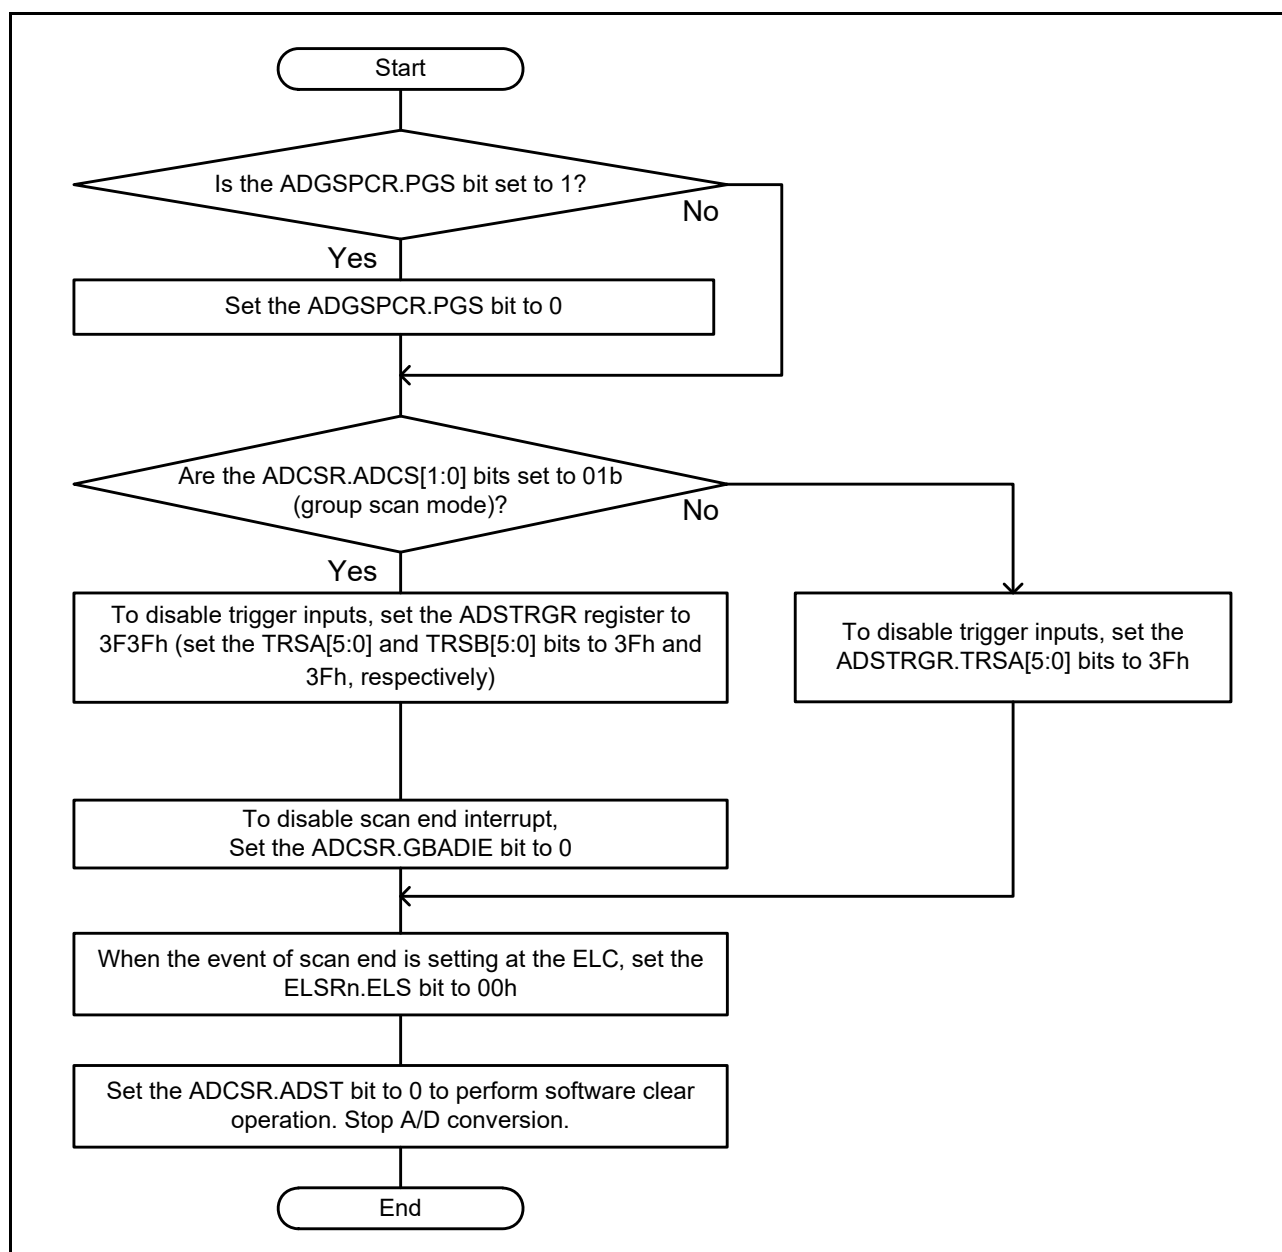 Start
Is the ADGSPCR.PGS bit set to 1?
No
Yes
Set the ADGSPCR.PGS bit to 0
Are the ADCSR.ADCS[1:0] bits set to 01b
(group scan mode)?
No
Yes
To disable trigger inputs, set the ADSTRGR register to
3F3Fh (set the TRSA[5:0] and TRSB[5:0] bits to 3Fh and
3Fh, respectively)
To disable trigger inputs, set the
ADSTRGR.TRSA[5:0] bits to 3Fh
To disable scan end interrupt,
Set the ADCSR.GBADIE bit to 0
When the event of scan end is setting at the ELC, set the
ELSRn.ELS bit to 00h
Set the ADCSR.ADST bit to 0 to perform software clear
operation. Stop A/D conversion.
End